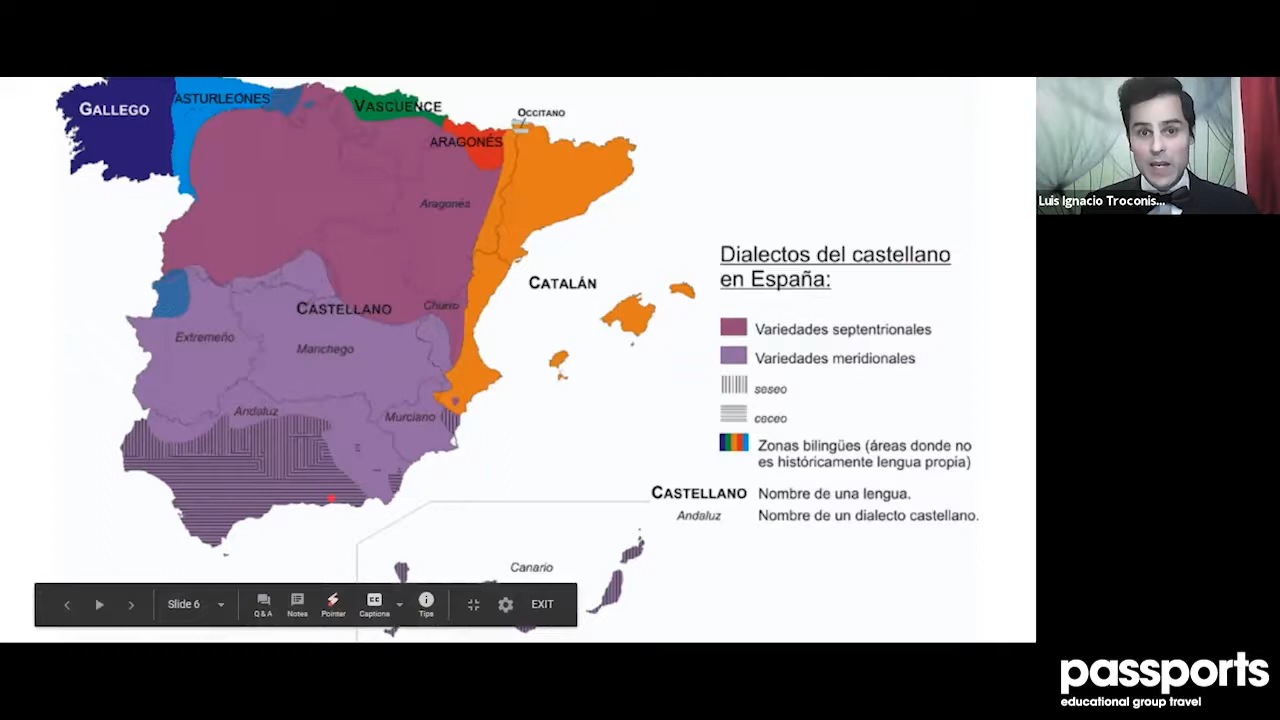 GALLEGO
ASTURLEONÉS
VASCUENCE
OCCITANO
ARAGONÉS
Aragonés
CATALÁN
CASTELLANO
Churro
Extremeño
Manchego
Andaluz
Murciano
Canario
Dialectos del castellano
en España:
Variedades septentrionales
Variedades meridionales
seseo
ceceo
Zonas bilingües (áreas donde no
es históricamente lengua propia)
CASTELLANO Nombre de una lengua.
Andaluz Nombre de un dialecto castellano.
Slide 6
Q & A
Notes
Pointer
CC
Captions
Tips
EXIT
Luis Ignacio Troconis...
passports
educational group travel